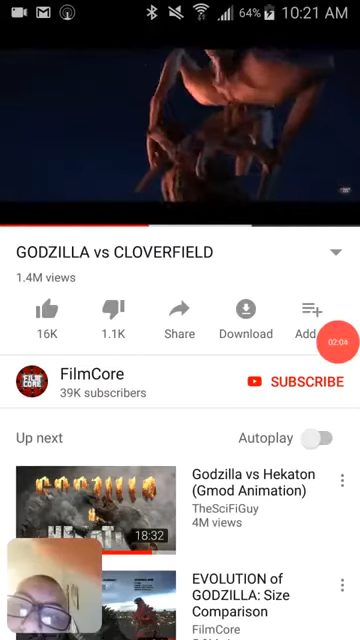 64% 10:21 AM
GODZILLA vs CLOVERFIELD
1.4M views
16K 1.1K Share Download Add
02:04
FILM CORE
FilmCore
39K subscribers
SUBSCRIBE
Up next Autoplay
Godzilla vs Hekaton
(Gmod Animation)
TheSciFiGuy
4M views
18:32
EVOLUTION of
GODZILLA: Size
Comparison
FilmCore